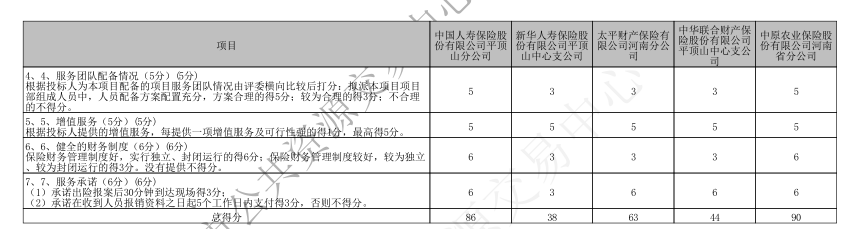 项目
中国人寿保险股
份有限公司平顶
山分公司
新华人寿保险股
份有限公司平顶
山中心支公司
太平财产保险有
限公司河南分公
司
中华联合财产保
险股份有限公司
平顶山中心支公
司
中原农业保险股
份有限公司河南
省分公司
4、4、服务团队配备情况（5分）(5分)
根据投标人为本项目配备的项目服务团队情况由评委横向比较后打分；拟派本项目项目
部组成人员中，人员配备方案配置充分，方案合理的得5分；较为合理的得3分；不合理
的不得分。
5 3 3 3 5
5、5、增值服务（5分）(5分)
根据投标人提供的增值服务，每提供一项增值服务及可行性理的得1分，最高得5分。
5 5 5 5 5
6、6、健全的财务制度（6分）(6分)
保险财务管理制度好，实行独立、封闭运行的得6分；保险财务管理制度较好，较为独立
、较为封闭运行的得3分。没有提供不得分。
6 3 3 3 6
7、7、服务承诺（6分）(6分)
（1）承诺出险报案后30分钟到达现场得3分；
（2）承诺在收到人员报销资料之日起5个工作日内支付得3分，否则不得分。
6 3 6 6 6
总得分 86 38 63 44 90
公共资源交易中心
源交易中心